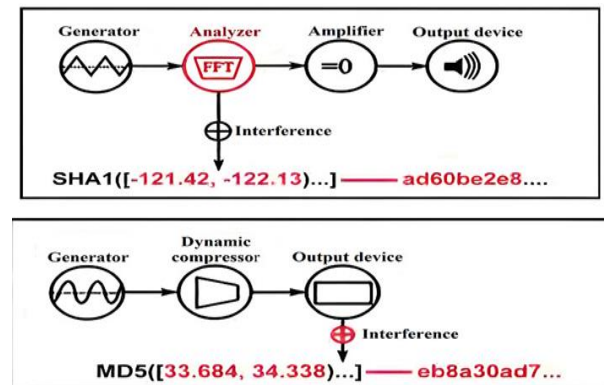 Generator Analyzer Amplifier Output device
FFT =0
Interference
SHA1([-121.42, -122.13)...] ad60be2e8....
Dynamic
Generator compressor Output device
Interference
MD5([33.684, 34.338)...] eb8a30ad7...